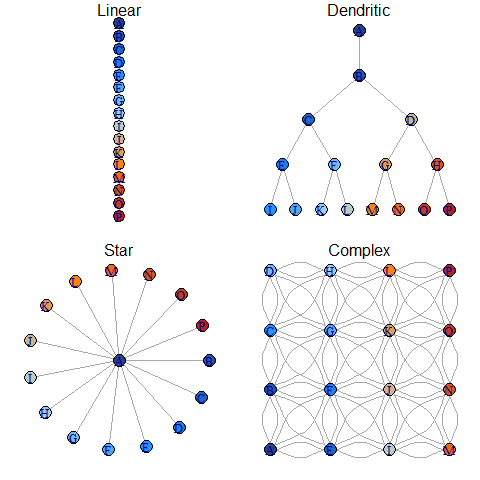 Linear
A
B
C
D
E
F
G
H
I
J
K
L
M
N
O
P
Dendritic
A
B
C D
E F G H
I J K L M N O P
Star
L M N
K O
P
J
A B
I
C
H
D
G
F E
Complex
D H L P
C G K O
B F J N
A E I M